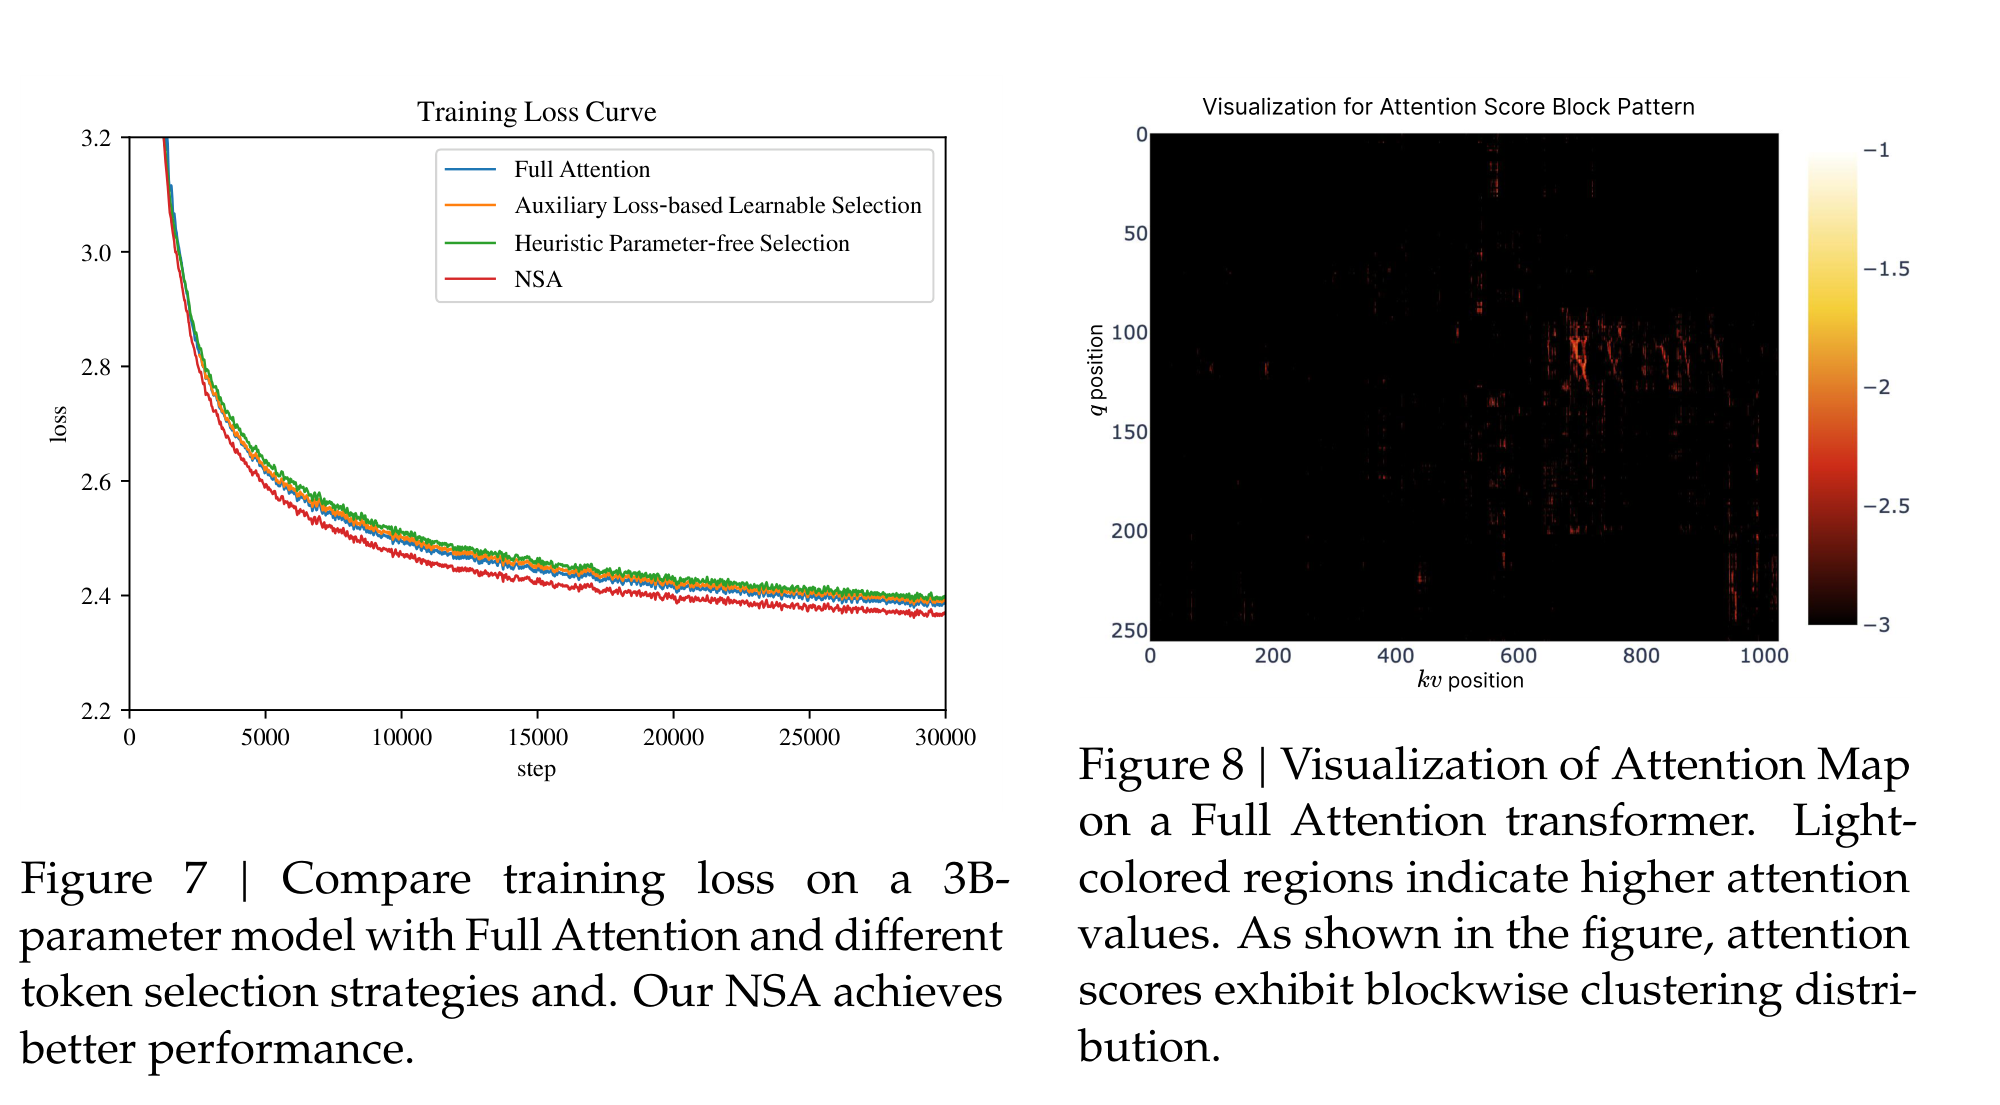 Training Loss Curve
3.2
3.0
2.8
2.6
2.4
2.2
loss
Full Attention
Auxiliary Loss-based Learnable Selection
Heuristic Parameter-free Selection
NSA
0 5000 10000 15000 20000 25000 30000
step
Figure 7 | Compare training loss on a 3B-
parameter model with Full Attention and different
token selection strategies and. Our NSA achieves
better performance.
Visualization for Attention Score Block Pattern
0
50
100
150
200
250
q position
0 200 400 600 800 1000
kv position
−1
−1.5
−2
−2.5
−3
Figure 8 | Visualization of Attention Map
on a Full Attention transformer. Light-
colored regions indicate higher attention
values. As shown in the figure, attention
scores exhibit blockwise clustering distri-
bution.